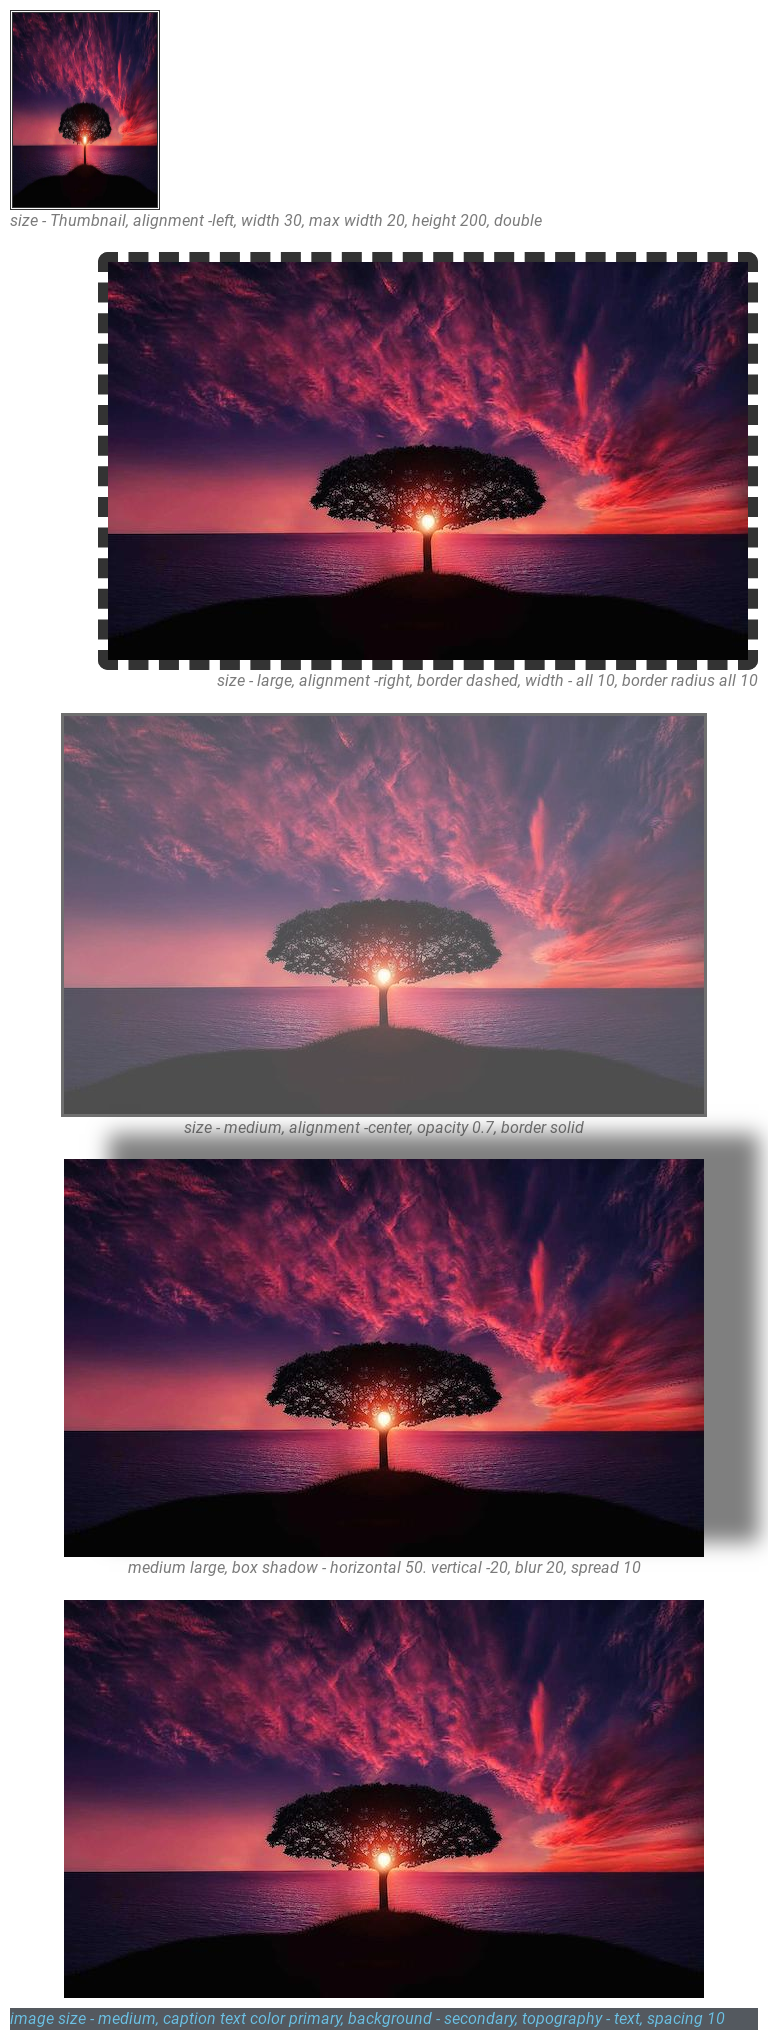 size - Thumbnail, alignment -left, width 30, max width 20, height 200, double
size - large, alignment -right, border dashed, width - all 10, border radius all 10
size - medium, alignment -center, opacity 0.7, border solid
medium large, box shadow - horizontal 50. vertical -20, blur 20, spread 10
image size - medium, caption text color primary, background - secondary, topography - text, spacing 10